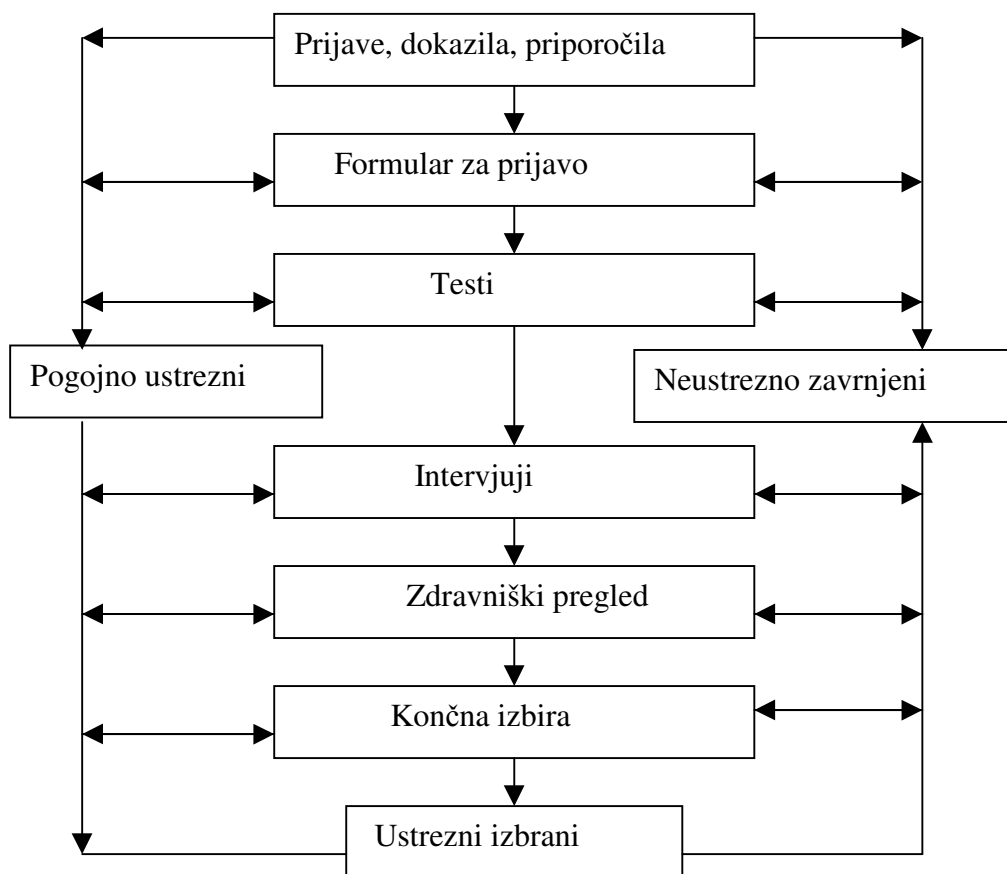 Prijave, dokazila, priporočila
Formular za prijavo
Testi
Pogojno ustrezni
Neustrezno zavrnjeni
Intervjuji
Zdravniški pregled
Končna izbira
Ustrezni izbrani